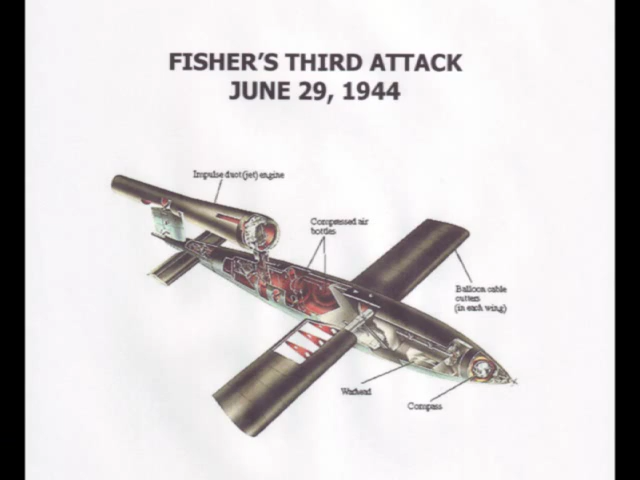 FISHER'S THIRD ATTACK
JUNE 29, 1944
Impulse duct (jet) engine
Compressed air
bottles
Balloon cable
cutters
(in each wing)
Warhead
Compass